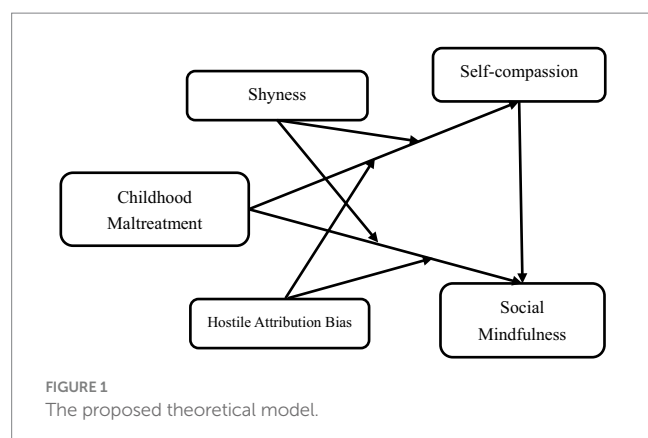 Self-compassion
Shyness
Childhood
Maltreatment
Hostile Attribution Bias
Social
Mindfulness
FIGURE 1
The proposed theoretical model.